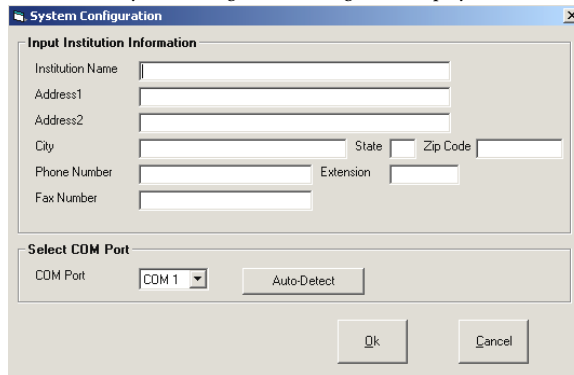 System Configuration
Input Institution Information
Institution Name
Address1
Address2
City State Zip Code
Phone Number Extension
Fax Number
Select COM Port
COM Port COM 1 Auto-Detect
Ok Cancel